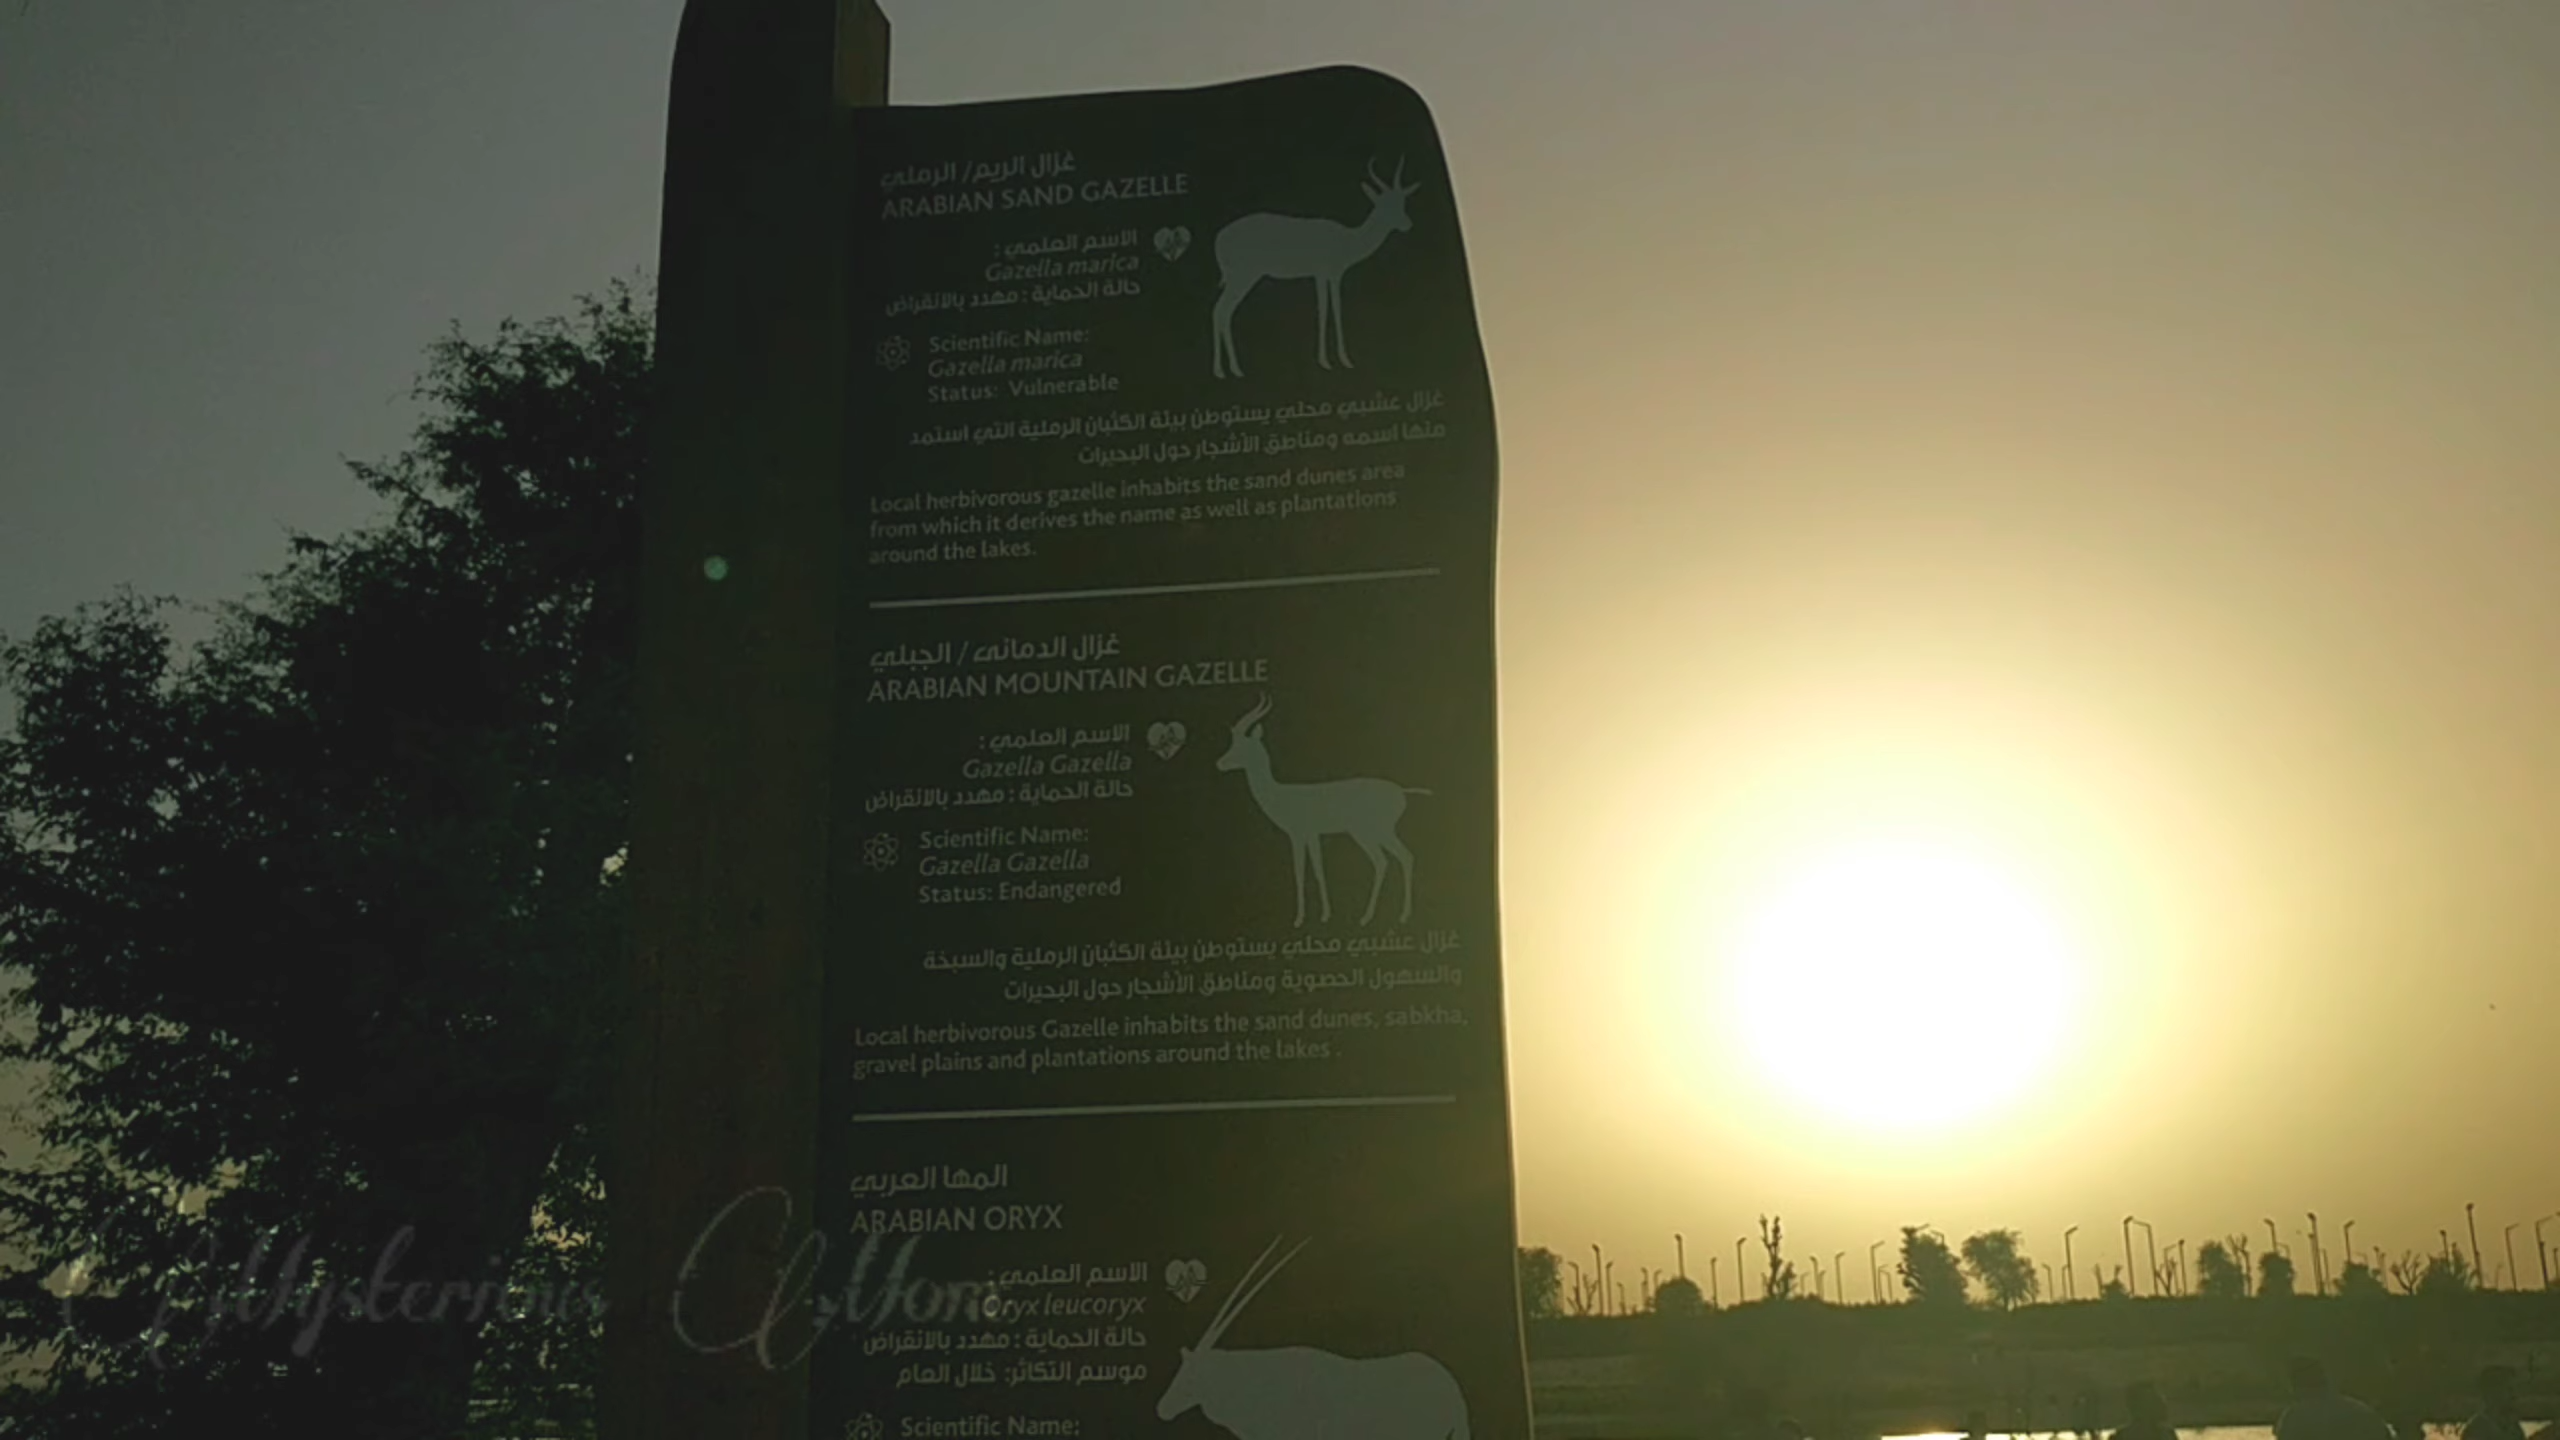 غزال الريم/ الرملي
ARABIAN SAND GAZELLE
الاسم العلمي :
Gazella marica
حالة الحماية : مهدد بالانقراض
Scientific Name:
Gazella marica
Status: Vulnerable
غزال عشبي محلي يستوطن بيئة الكثبان الرملية التي استمد
منها اسمه ومناطق الأشجار حول البحيرات
Local herbivorous gazelle inhabits the sand dunes area
from which it derives the name as well as plantations
around the lakes.
غزال الدماني / الجبلي
ARABIAN MOUNTAIN GAZELLE
الاسم العلمي :
Gazella Gazella
حالة الحماية : مهدد بالانقراض
Scientific Name:
Gazella Gazella
Status: Endangered
غزال عشبي محلي يستوطن بيئة الكثبان الرملية والسبخة
والسهول الحصوية ومناطق الأشجار حول البحيرات
Local herbivorous Gazelle inhabits the sand dunes, sabkha,
gravel plains and plantations around the lakes .
المها العربي
ARABIAN ORYX
الاسم العلمي :
Oryx leucoryx
حالة الحماية : مهدد بالانقراض
موسم التكاثر: خلال العام
Scientific Name:
Mysterious